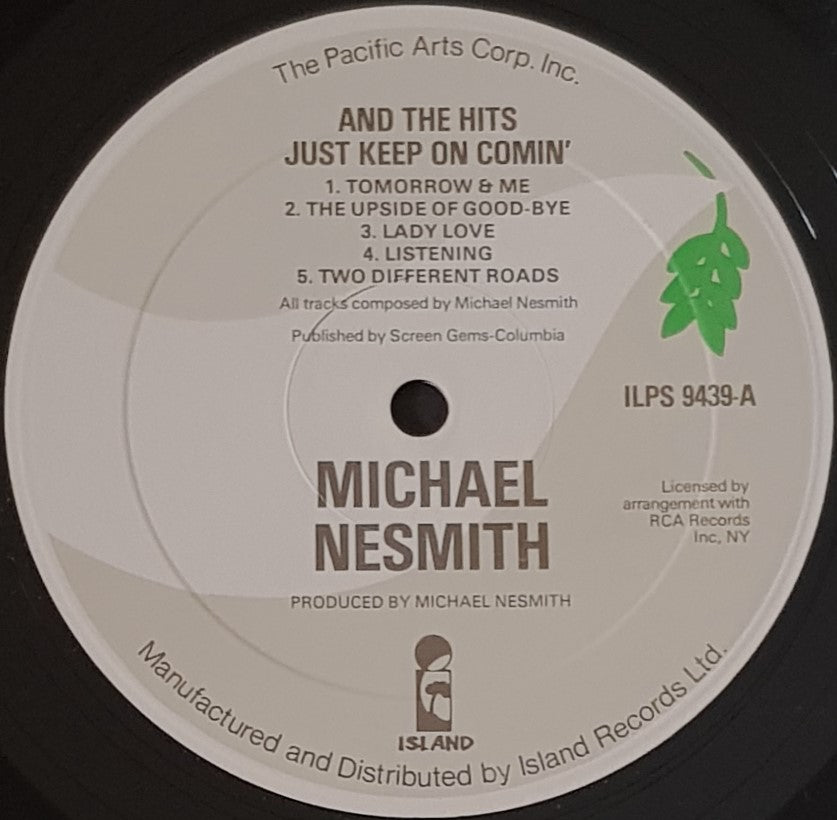 The Pacific Arts Corp. Inc.
AND THE HITS
JUST KEEP ON COMIN'
1. TOMORROW & ME
2. THE UPSIDE OF GOOD-BYE
3. LADY LOVE
4. LISTENING
5. TWO DIFFERENT ROADS
All tracks composed by Michael Nesmith
Published by Screen Gems-Columbia
ILPS 9439-A
MICHAEL
NESMITH
Licensed by
arrangement with
RCA Records
Inc, NY
PRODUCED BY MICHAEL NESMITH
ISLAND
Manufactured and Distributed by Island Records Ltd.